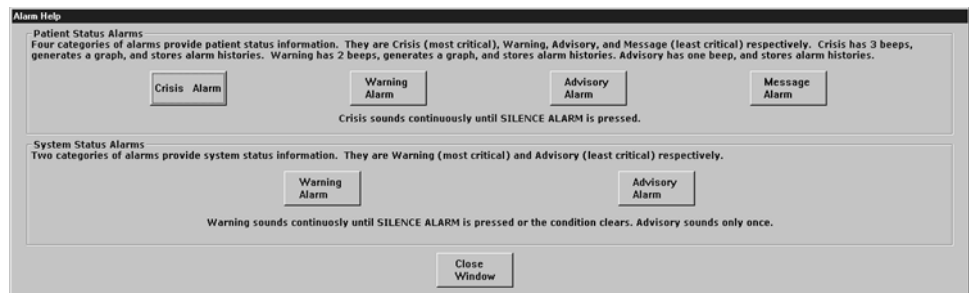 Alarm Help
Patient Status Alarms
Four categories of alarms provide patient status information. They are Crisis (most critical), Warning, Advisory, and Message (least critical) respectively. Crisis has 3 beeps,
generates a graph, and stores alarm histories. Warning has 2 beeps, generates a graph, and stores alarm histories. Advisory has one beep, and stores alarm histories.
Crisis Alarm
Warning
Alarm
Advisory
Alarm
Message
Alarm
Crisis sounds continuously until SILENCE ALARM is pressed.
System Status Alarms
Two categories of alarms provide system status information. They are Warning (most critical) and Advisory (least critical) respectively.
Warning
Alarm
Advisory
Alarm
Warning sounds continuosly until SILENCE ALARM is pressed or the condition clears. Advisory sounds only once.
Close
Window